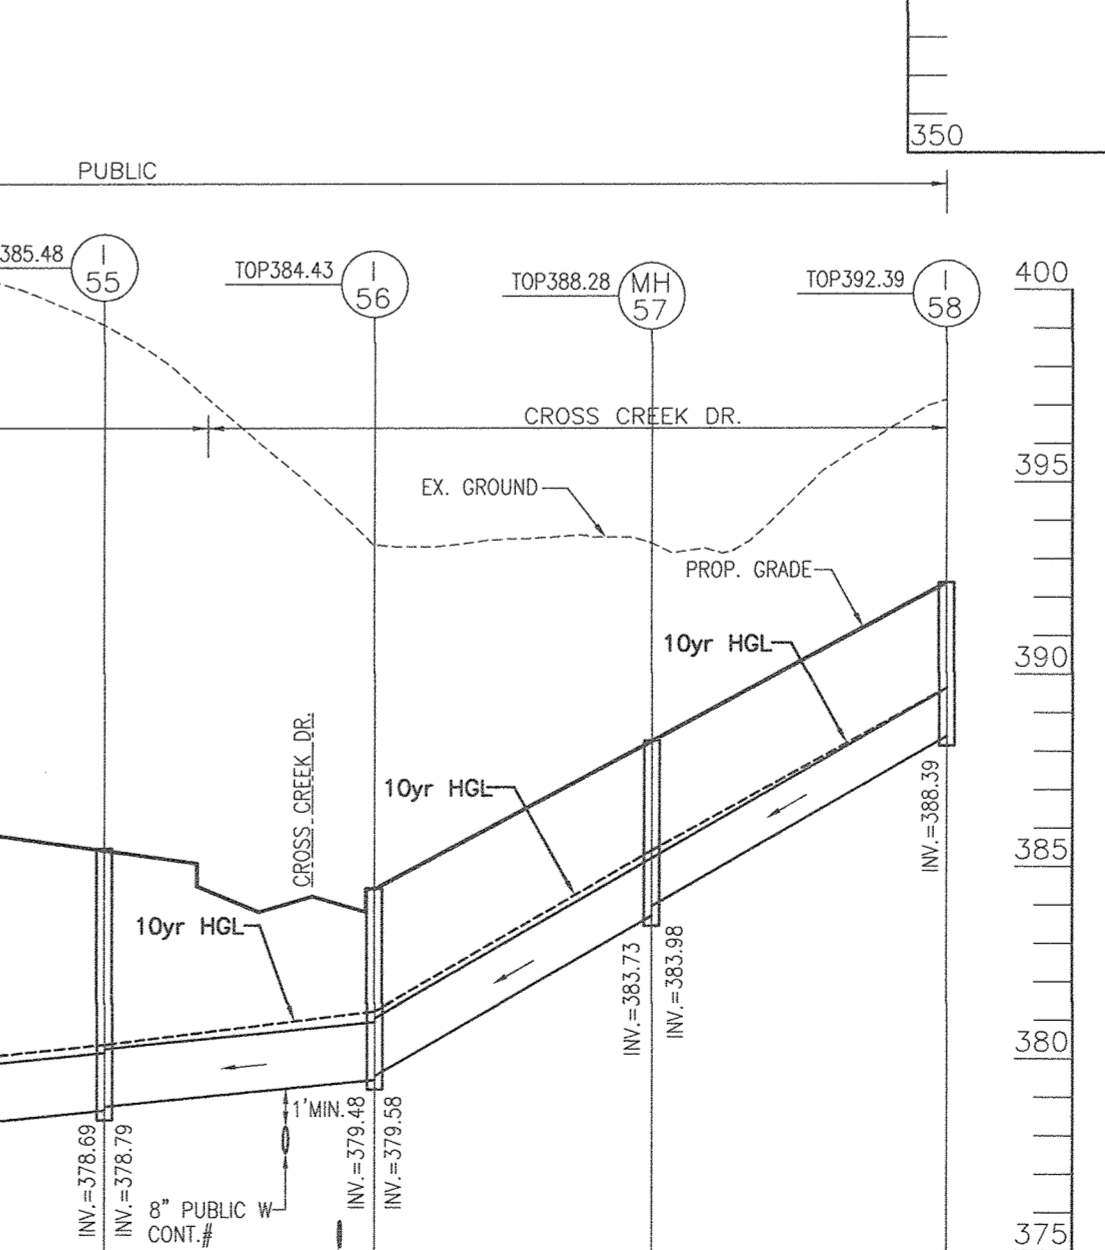 350
PUBLIC
385.48
I
55
TOP384.43
I
56
TOP388.28
MH
57
TOP392.39
I
58
400
CROSS CREEK DR.
395
EX. GROUND
PROP. GRADE
10yr HGL
390
CROSS CREEK DR.
10yr HGL
INV.=388.39
385
10yr HGL
INV.=383.73
INV.=383.98
380
1'MIN.
INV.=378.69
INV.=378.79
INV.=379.48
INV.=379.58
8" PUBLIC W
CONT.#
375